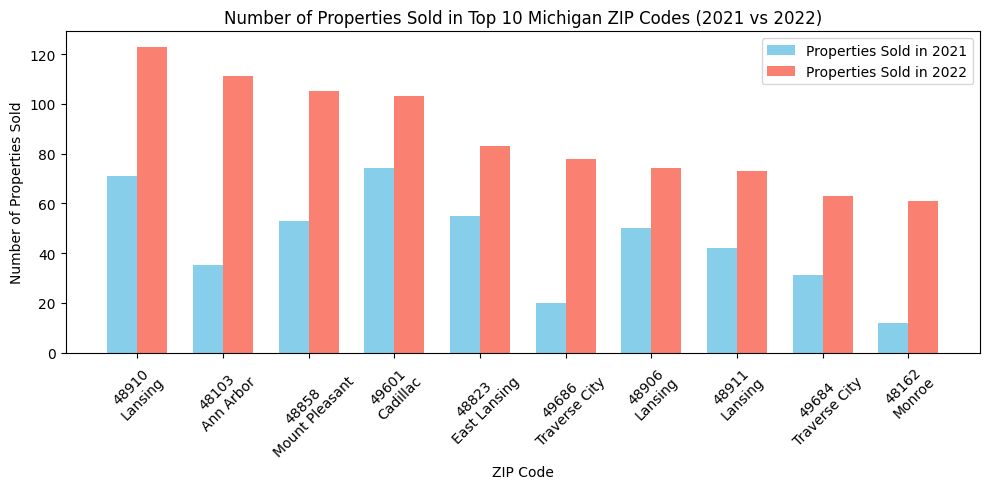 Number of Properties Sold in Top 10 Michigan ZIP Codes (2021 vs 2022)
Properties Sold in 2021
Properties Sold in 2022
Number of Properties Sold
120
100
80
60
40
20
0
48910
Lansing
48103
Ann Arbor
48858
Mount Pleasant
49601
Cadillac
48823
East Lansing
49686
Traverse City
48906
Lansing
48911
Lansing
49684
Traverse City
48162
Monroe
ZIP Code